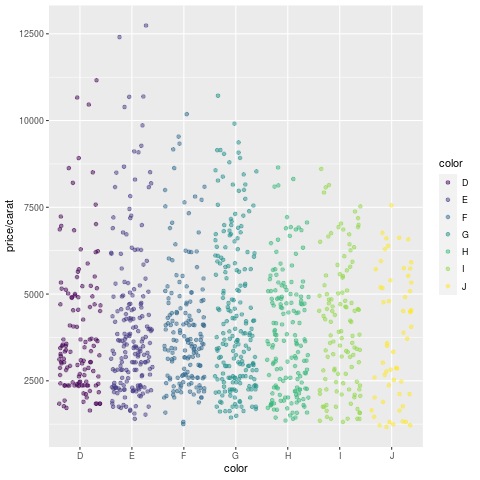 12500
10000
7500
5000
2500
price/carat
D E F G H I J
color
color
D
E
F
G
H
I
J